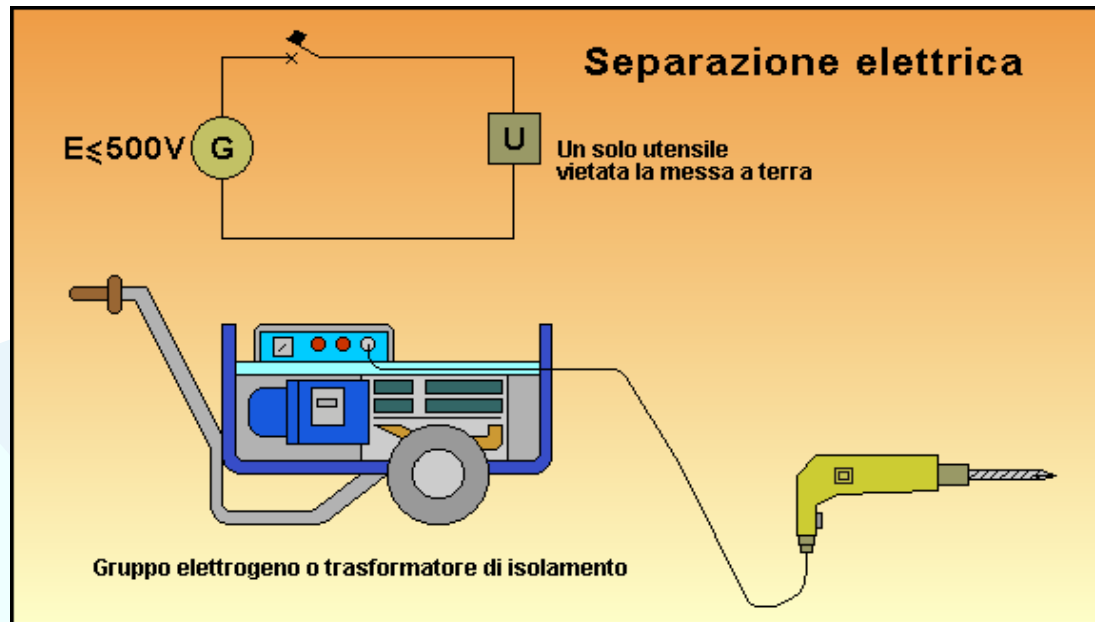 Separazione elettrica
E≤500V
G
U
Un solo utensile
vietata la messa a terra
Gruppo elettrogeno o trasformatore di isolamento